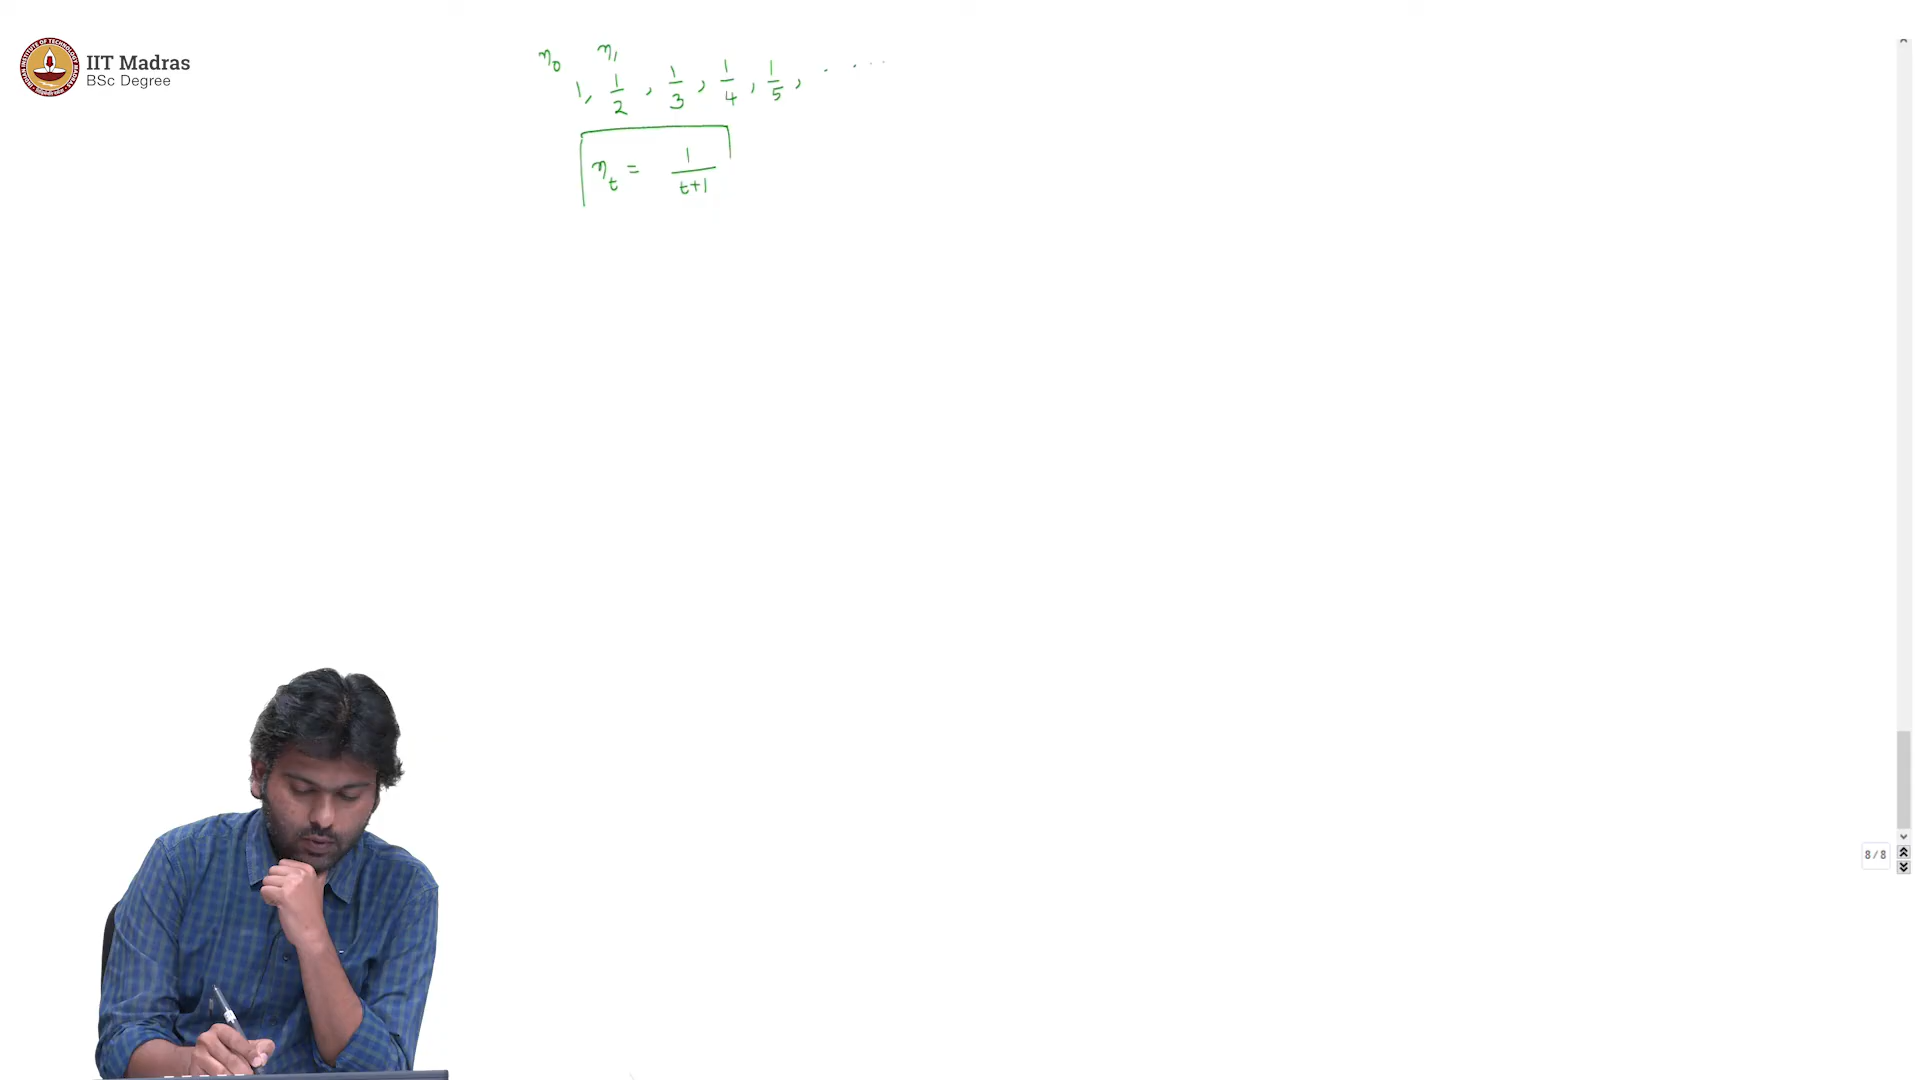 IIT Madras
BSc Degree
η₀ η₁
1, 1/2, 1/3, 1/4, 1/5, . . . .
ηₜ = 1/(t+1)
8/8